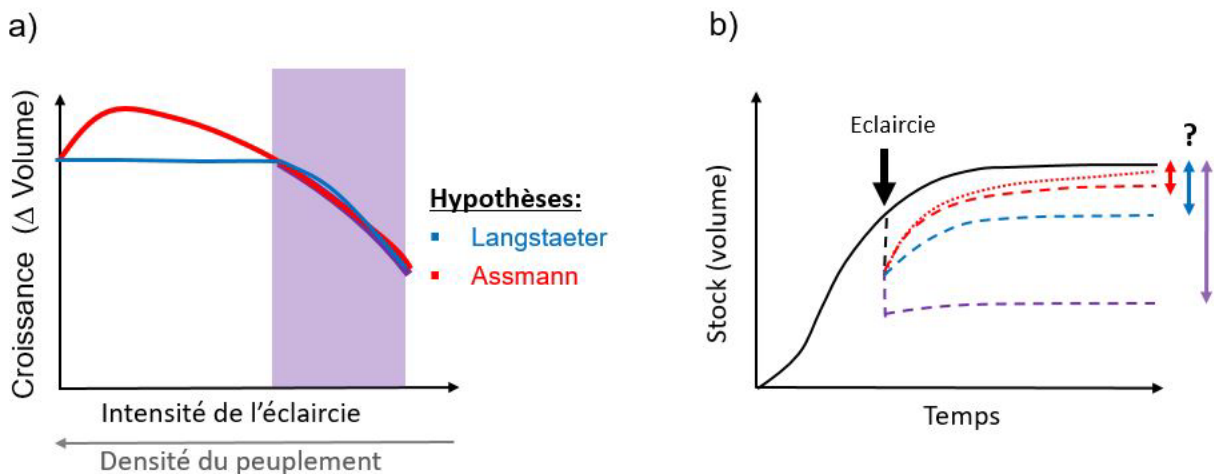 a)
Croissance (Δ Volume)
Hypothèses:
Langstaeter
Assmann
Intensité de l'éclaircie
Densité du peuplement
b)
Stock (volume)
Eclaircie
?
Temps